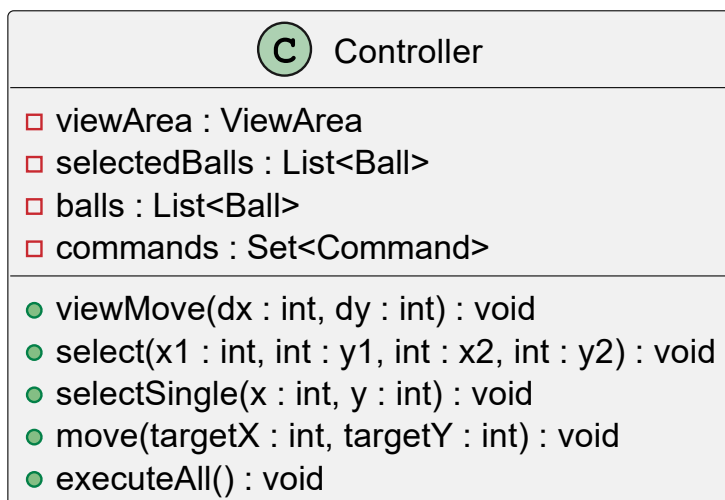 C Controller
viewArea : ViewArea
selectedBalls : List<Ball>
balls : List<Ball>
commands : Set<Command>
viewMove(dx : int, dy : int) : void
select(x1 : int, int : y1, int : x2, int : y2) : void
selectSingle(x : int, y : int) : void
move(targetX : int, targetY : int) : void
executeAll() : void